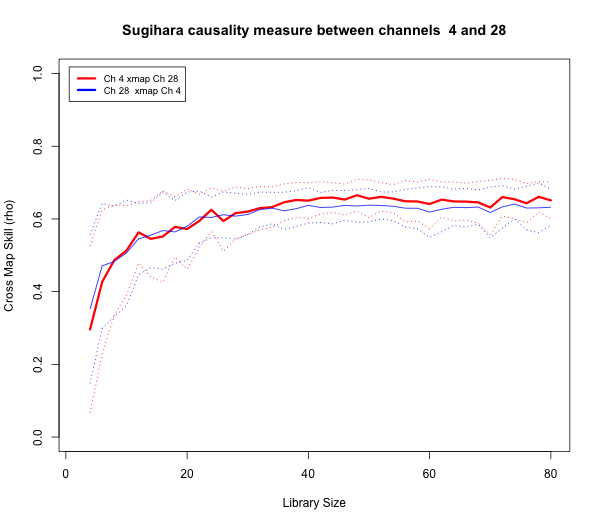 Sugihara causality measure between channels  4 and 28
Ch 4 xmap Ch 28
Ch 28  xmap Ch 4
Cross Map Skill (rho)
1.0
0.8
0.6
0.4
0.2
0.0
0 20 40 60 80
Library Size